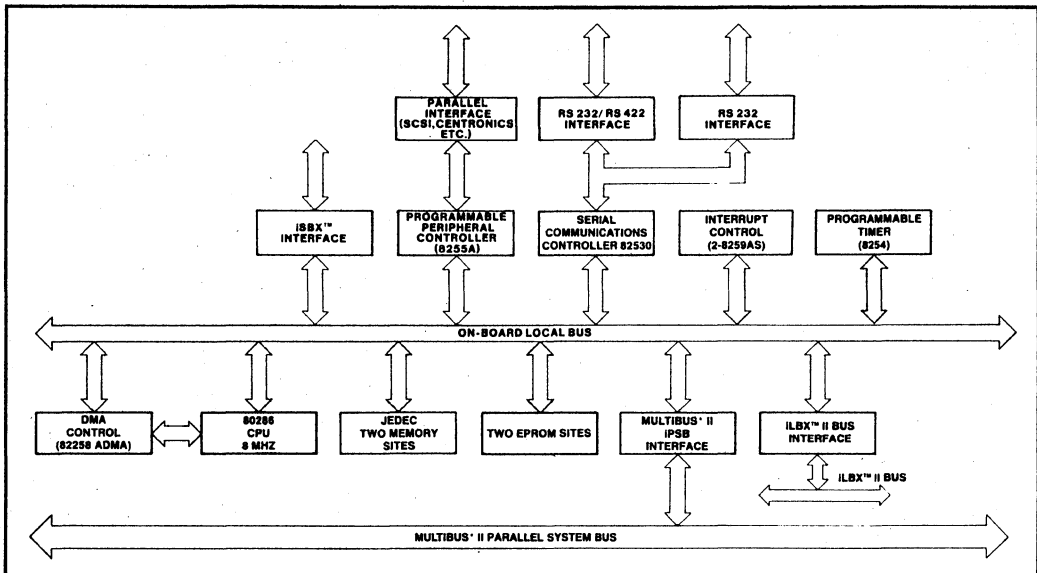 PARALLEL
INTERFACE
(SCSI, CENTRONICS
ETC.)
RS 232/ RS 422
INTERFACE
RS 232
INTERFACE
iSBX™
INTERFACE
PROGRAMMABLE
PERIPHERAL
CONTROLLER
(8255A)
SERIAL
COMMUNICATIONS
CONTROLLER 82530
INTERRUPT
CONTROL
(2-8259AS)
PROGRAMMABLE
TIMER
(8254)
ON-BOARD LOCAL BUS
DMA
CONTROL
(82258 ADMA)
80286
CPU
8 MHZ
JEDEC
TWO MEMORY
SITES
TWO EPROM SITES
MULTIBUS* II
iPSB
INTERFACE
iLBX™ II BUS
INTERFACE
iLBX™ II BUS
MULTIBUS* II PARALLEL SYSTEM BUS